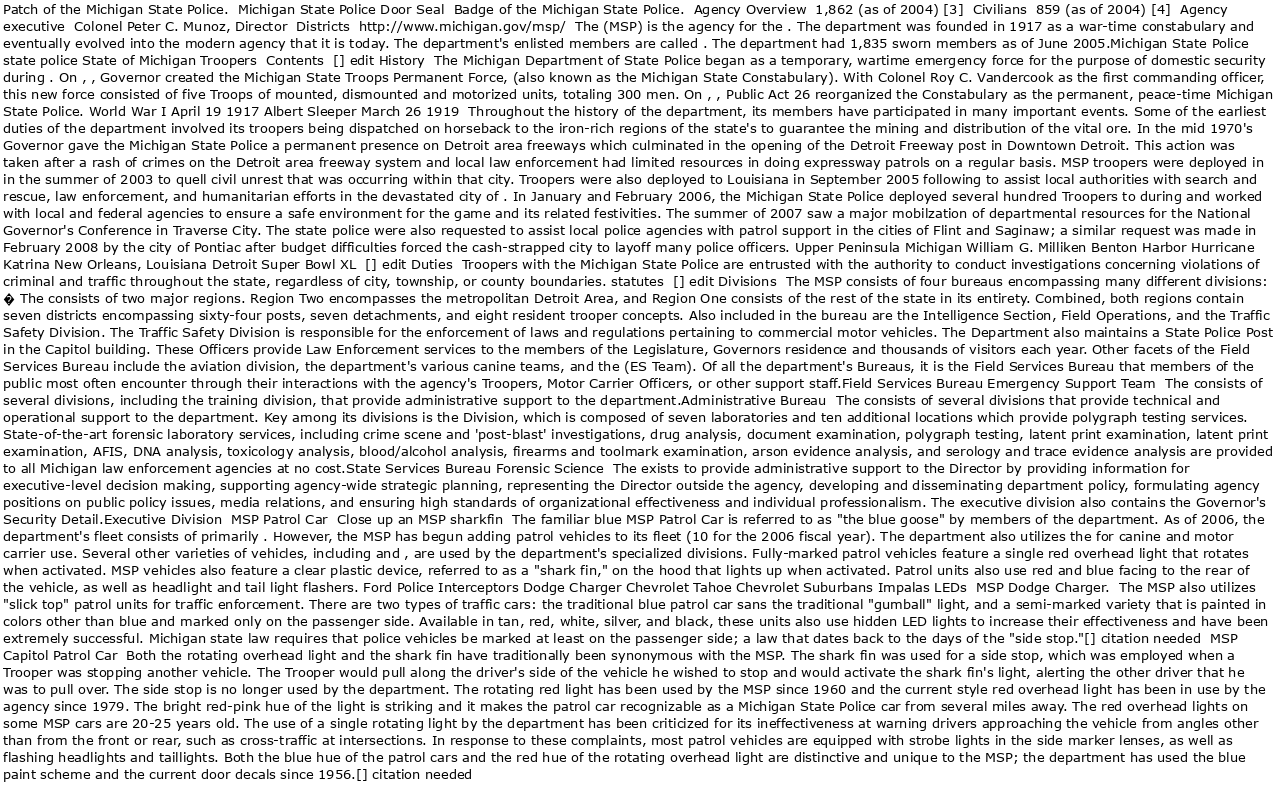 Patch of the Michigan State Police.  Michigan State Police Door Seal  Badge of the Michigan State Police.  Agency Overview  1,862 (as of 2004) [3]  Civilians  859 (as of 2004) [4]  Agency
executive  Colonel Peter C. Munoz, Director  Districts  http://www.michigan.gov/msp/  The (MSP) is the agency for the . The department was founded in 1917 as a war-time constabulary and
eventually evolved into the modern agency that it is today. The department's enlisted members are called . The department had 1,835 sworn members as of June 2005.Michigan State Police
state police State of Michigan Troopers  Contents  [] edit History  The Michigan Department of State Police began as a temporary, wartime emergency force for the purpose of domestic security
during . On , , Governor created the Michigan State Troops Permanent Force, (also known as the Michigan State Constabulary). With Colonel Roy C. Vandercook as the first commanding officer,
this new force consisted of five Troops of mounted, dismounted and motorized units, totaling 300 men. On , , Public Act 26 reorganized the Constabulary as the permanent, peace-time Michigan
State Police. World War I April 19 1917 Albert Sleeper March 26 1919  Throughout the history of the department, its members have participated in many important events. Some of the earliest
duties of the department involved its troopers being dispatched on horseback to the iron-rich regions of the state's to guarantee the mining and distribution of the vital ore. In the mid 1970's
Governor gave the Michigan State Police a permanent presence on Detroit area freeways which culminated in the opening of the Detroit Freeway post in Downtown Detroit. This action was
taken after a rash of crimes on the Detroit area freeway system and local law enforcement had limited resources in doing expressway patrols on a regular basis. MSP troopers were deployed in
in the summer of 2003 to quell civil unrest that was occurring within that city. Troopers were also deployed to Louisiana in September 2005 following to assist local authorities with search and
rescue, law enforcement, and humanitarian efforts in the devastated city of . In January and February 2006, the Michigan State Police deployed several hundred Troopers to during and worked
with local and federal agencies to ensure a safe environment for the game and its related festivities. The summer of 2007 saw a major mobilzation of departmental resources for the National
Governor's Conference in Traverse City. The state police were also requested to assist local police agencies with patrol support in the cities of Flint and Saginaw; a similar request was made in
February 2008 by the city of Pontiac after budget difficulties forced the cash-strapped city to layoff many police officers. Upper Peninsula Michigan William G. Milliken Benton Harbor Hurricane
Katrina New Orleans, Louisiana Detroit Super Bowl XL  [] edit Duties  Troopers with the Michigan State Police are entrusted with the authority to conduct investigations concerning violations of
criminal and traffic throughout the state, regardless of city, township, or county boundaries. statutes  [] edit Divisions  The MSP consists of four bureaus encompassing many different divisions:
� The consists of two major regions. Region Two encompasses the metropolitan Detroit Area, and Region One consists of the rest of the state in its entirety. Combined, both regions contain
seven districts encompassing sixty-four posts, seven detachments, and eight resident trooper concepts. Also included in the bureau are the Intelligence Section, Field Operations, and the Traffic
Safety Division. The Traffic Safety Division is responsible for the enforcement of laws and regulations pertaining to commercial motor vehicles. The Department also maintains a State Police Post
in the Capitol building. These Officers provide Law Enforcement services to the members of the Legislature, Governors residence and thousands of visitors each year. Other facets of the Field
Services Bureau include the aviation division, the department's various canine teams, and the (ES Team). Of all the department's Bureaus, it is the Field Services Bureau that members of the
public most often encounter through their interactions with the agency's Troopers, Motor Carrier Officers, or other support staff.Field Services Bureau Emergency Support Team  The consists of
several divisions, including the training division, that provide administrative support to the department.Administrative Bureau  The consists of several divisions that provide technical and
operational support to the department. Key among its divisions is the Division, which is composed of seven laboratories and ten additional locations which provide polygraph testing services.
State-of-the-art forensic laboratory services, including crime scene and 'post-blast' investigations, drug analysis, document examination, polygraph testing, latent print examination, latent print
examination, AFIS, DNA analysis, toxicology analysis, blood/alcohol analysis, firearms and toolmark examination, arson evidence analysis, and serology and trace evidence analysis are provided
to all Michigan law enforcement agencies at no cost.State Services Bureau Forensic Science  The exists to provide administrative support to the Director by providing information for
executive-level decision making, supporting agency-wide strategic planning, representing the Director outside the agency, developing and disseminating department policy, formulating agency
positions on public policy issues, media relations, and ensuring high standards of organizational effectiveness and individual professionalism. The executive division also contains the Governor's
Security Detail.Executive Division  MSP Patrol Car  Close up an MSP sharkfin  The familiar blue MSP Patrol Car is referred to as "the blue goose" by members of the department. As of 2006, the
department's fleet consists of primarily . However, the MSP has begun adding patrol vehicles to its fleet (10 for the 2006 fiscal year). The department also utilizes the for canine and motor
carrier use. Several other varieties of vehicles, including and , are used by the department's specialized divisions. Fully-marked patrol vehicles feature a single red overhead light that rotates
when activated. MSP vehicles also feature a clear plastic device, referred to as a "shark fin," on the hood that lights up when activated. Patrol units also use red and blue facing to the rear of
the vehicle, as well as headlight and tail light flashers. Ford Police Interceptors Dodge Charger Chevrolet Tahoe Chevrolet Suburbans Impalas LEDs  MSP Dodge Charger.  The MSP also utilizes
"slick top" patrol units for traffic enforcement. There are two types of traffic cars: the traditional blue patrol car sans the traditional "gumball" light, and a semi-marked variety that is painted in
colors other than blue and marked only on the passenger side. Available in tan, red, white, silver, and black, these units also use hidden LED lights to increase their effectiveness and have been
extremely successful. Michigan state law requires that police vehicles be marked at least on the passenger side; a law that dates back to the days of the "side stop."[] citation needed  MSP
Capitol Patrol Car  Both the rotating overhead light and the shark fin have traditionally been synonymous with the MSP. The shark fin was used for a side stop, which was employed when a
Trooper was stopping another vehicle. The Trooper would pull along the driver's side of the vehicle he wished to stop and would activate the shark fin's light, alerting the other driver that he
was to pull over. The side stop is no longer used by the department. The rotating red light has been used by the MSP since 1960 and the current style red overhead light has been in use by the
agency since 1979. The bright red-pink hue of the light is striking and it makes the patrol car recognizable as a Michigan State Police car from several miles away. The red overhead lights on
some MSP cars are 20-25 years old. The use of a single rotating light by the department has been criticized for its ineffectiveness at warning drivers approaching the vehicle from angles other
than from the front or rear, such as cross-traffic at intersections. In response to these complaints, most patrol vehicles are equipped with strobe lights in the side marker lenses, as well as
flashing headlights and taillights. Both the blue hue of the patrol cars and the red hue of the rotating overhead light are distinctive and unique to the MSP; the department has used the blue
paint scheme and the current door decals since 1956.[] citation needed